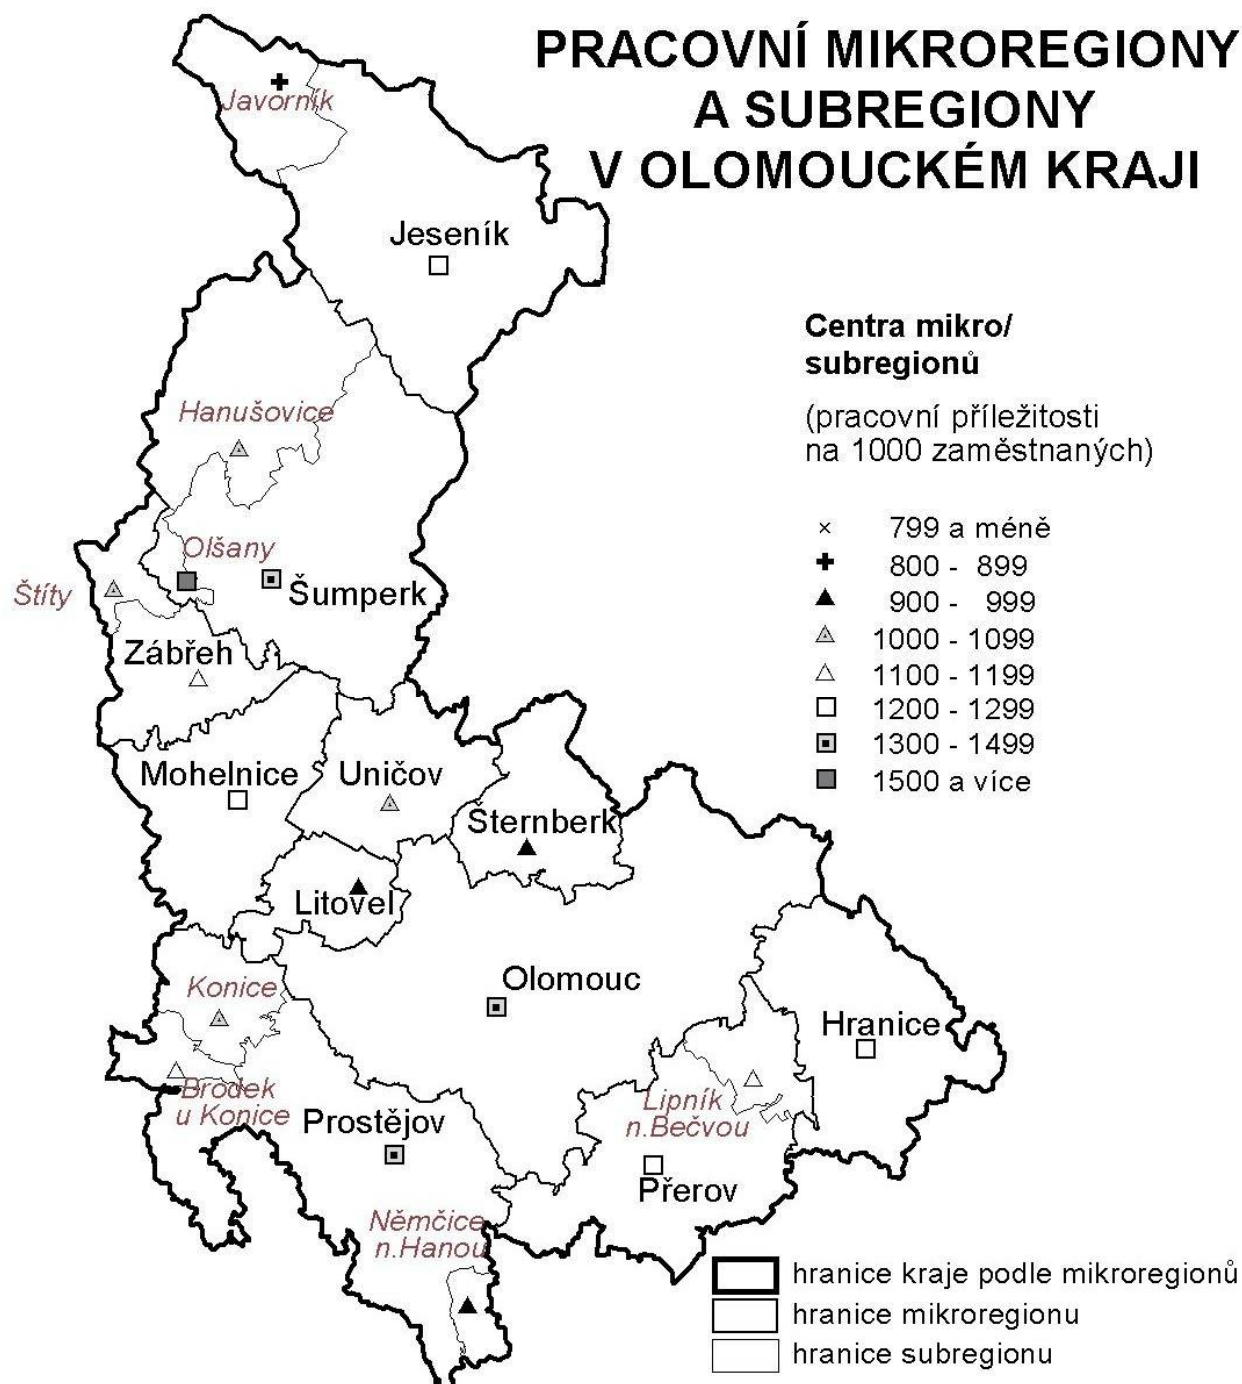 PRACOVNÍ MIKROREGIONY
A SUBREGIONY
V OLOMOUCKÉM KRAJI
Javorník
Jeseník
Centra mikro/
subregionů
(pracovní příležitosti
na 1000 zaměstnaných)
799 a méně
800 - 899
900 - 999
1000 - 1099
1100 - 1199
1200 - 1299
1300 - 1499
1500 a více
Hanušovice
Olšany
Štíty
Šumperk
Zábřeh
Mohelnice
Uničov
Šternberk
Litovel
Konice
Olomouc
Hranice
Brodek
u Konice
Lipník
n.Bečvou
Prostějov
Přerov
Němčice
n.Hanou
hranice kraje podle mikroregionů
hranice mikroregionu
hranice subregionu